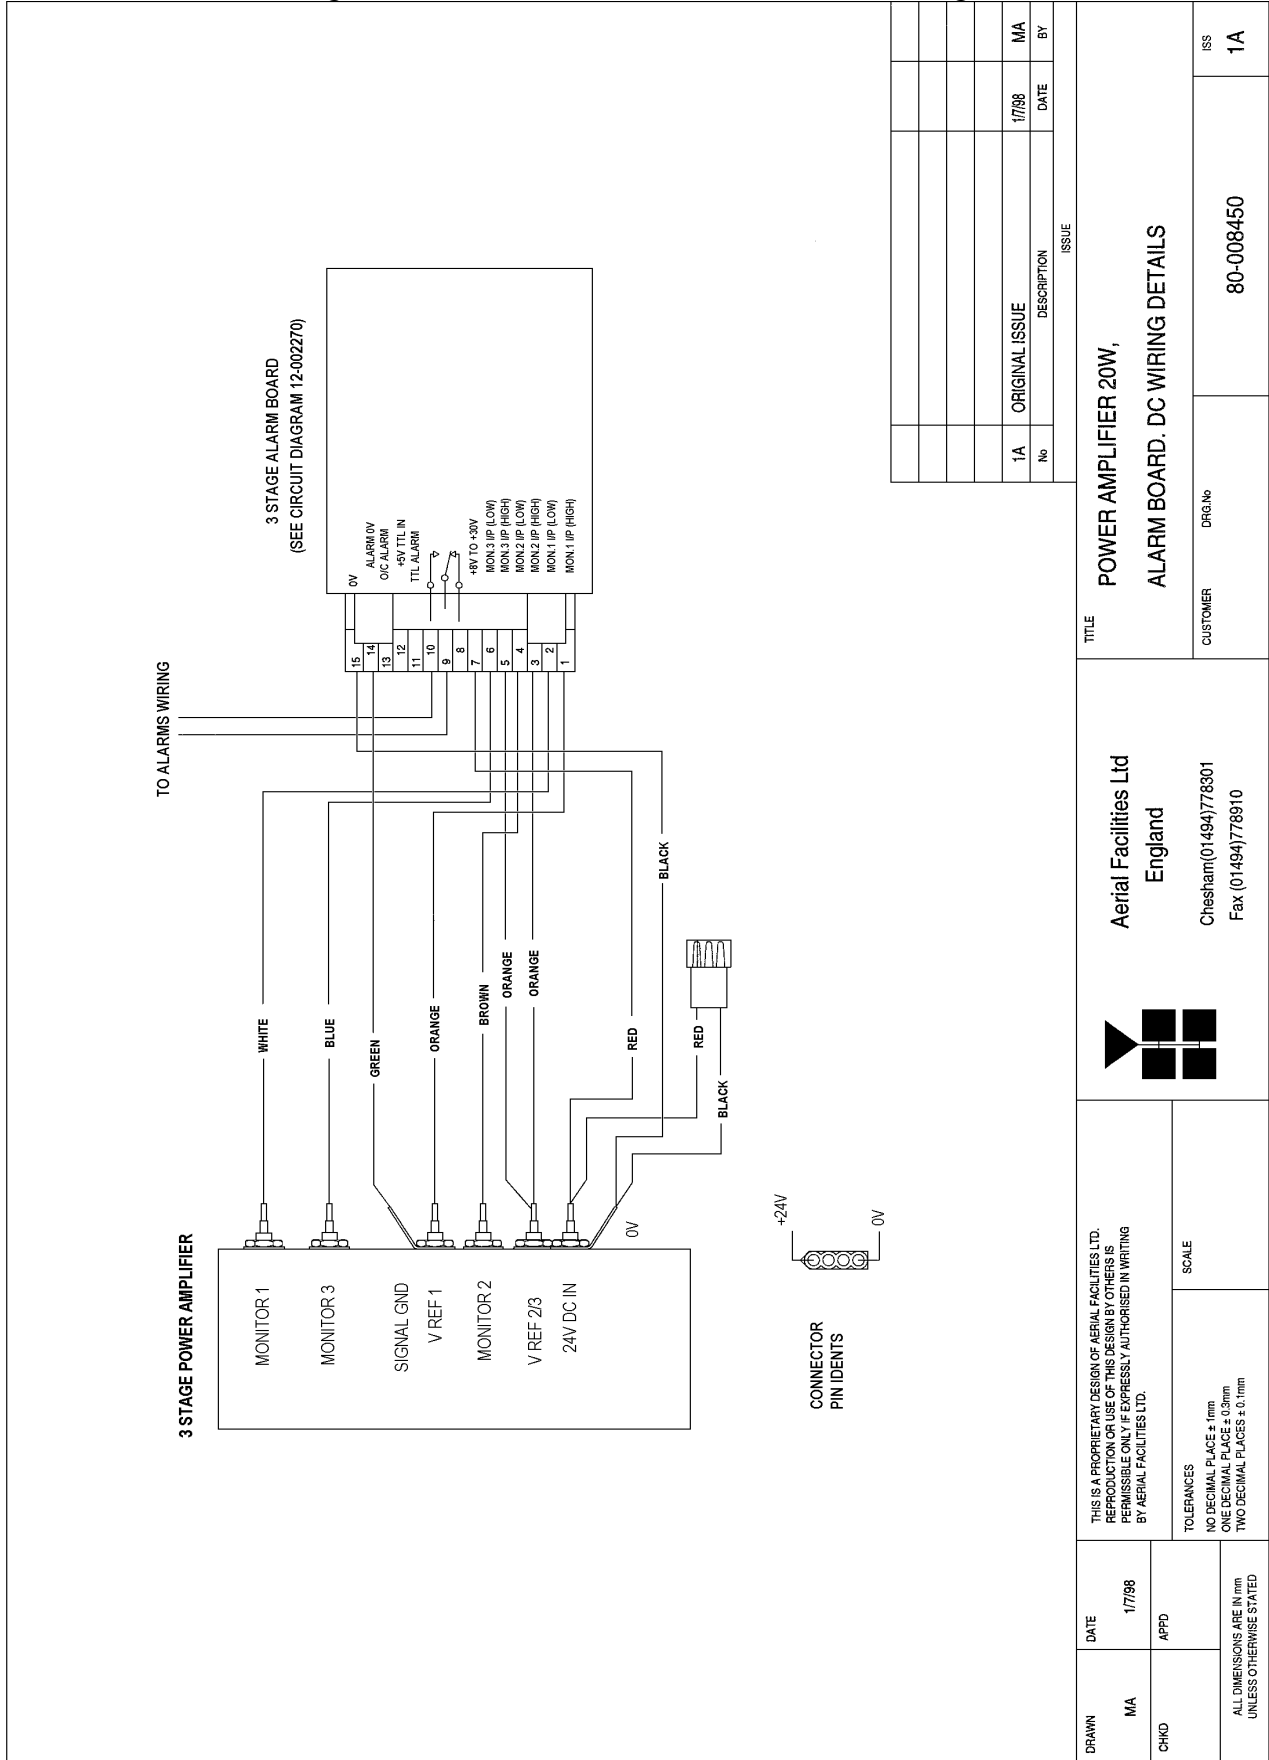 3 STAGE POWER AMPLIFIER
MONITOR 1
MONITOR 3
SIGNAL GND
V REF 1
MONITOR 2
V REF 2/3
24V DC IN
0V
WHITE
BLUE
GREEN
ORANGE
BROWN
ORANGE
ORANGE
RED
BLACK
RED
BLACK
TO ALARMS WIRING
3 STAGE ALARM BOARD
(SEE CIRCUIT DIAGRAM 12-002270)
15
14
13
12
11
10
9
8
7
6
5
4
3
2
1
0V
ALARM 0V
O/C ALARM
+5V TTL IN
TTL ALARM
+8V TO +30V
MON.3 I/P (LOW)
MON.3 I/P (HIGH)
MON.2 I/P (LOW)
MON.2 I/P (HIGH)
MON.1 I/P (LOW)
MON.1 I/P (HIGH)
CONNECTOR
PIN IDENTS
+24V
0V
1A ORIGINAL ISSUE 1/7/98 MA
No DESCRIPTION DATE BY
ISSUE
DRAWN
MA
DATE
1/7/98
CHKD
APPD
ALL DIMENSIONS ARE IN mm
UNLESS OTHERWISE STATED
THIS IS A PROPRIETARY DESIGN OF AERIAL FACILITIES LTD.
REPRODUCTION OR USE OF THIS DESIGN BY OTHERS IS
PERMISSIBLE ONLY IF EXPRESSLY AUTHORISED IN WRITING
BY AERIAL FACILITIES LTD.
TOLERANCES
NO DECIMAL PLACE ± 1mm
ONE DECIMAL PLACE ± 0.3mm
TWO DECIMAL PLACES ± 0.1mm
SCALE
Aerial Facilities Ltd
England
Chesham(01494)778301
Fax (01494)778910
TITLE
POWER AMPLIFIER 20W,
ALARM BOARD. DC WIRING DETAILS
CUSTOMER
DRG.No
80-008450
ISS
1A